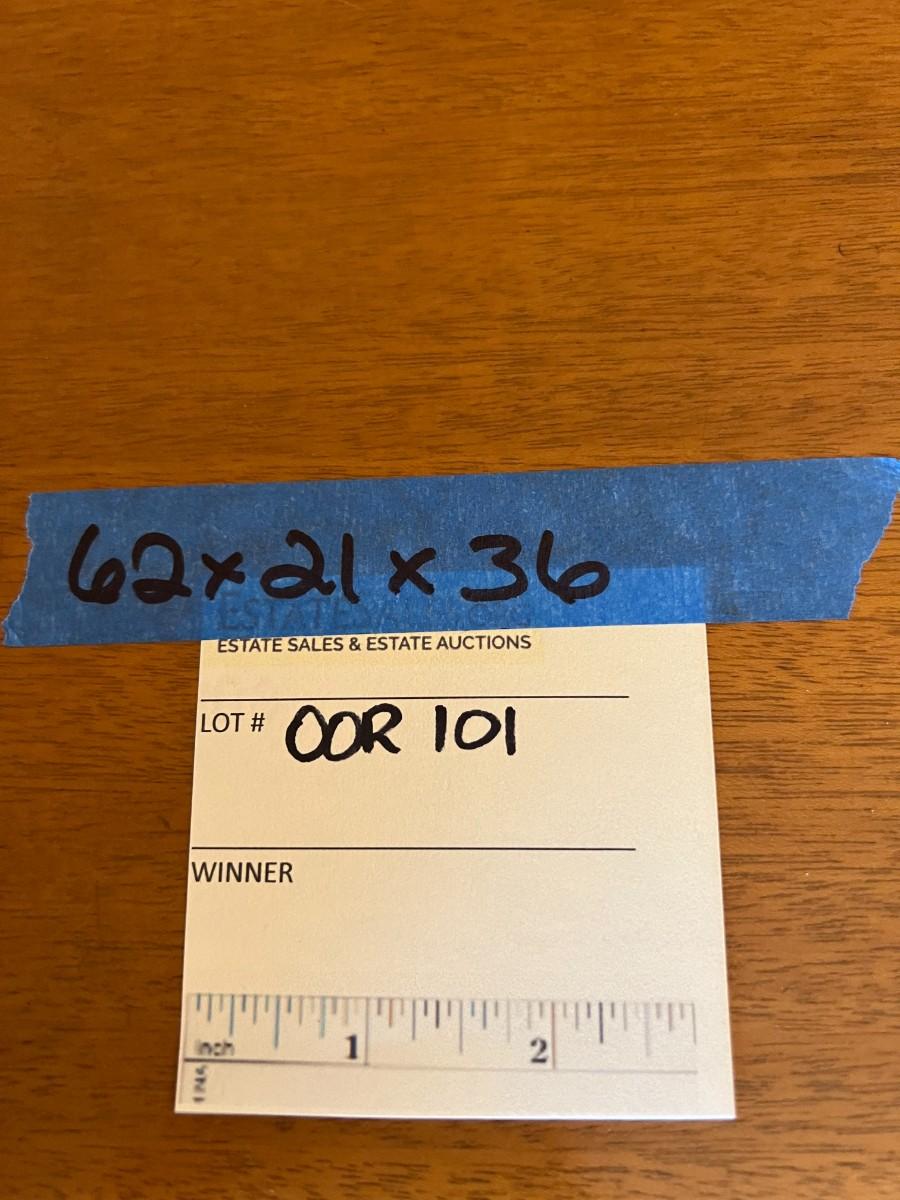 62x21x36
ESTATE SALES & ESTATE AUCTIONS
LOT # OOR 101
WINNER
inch 1 2